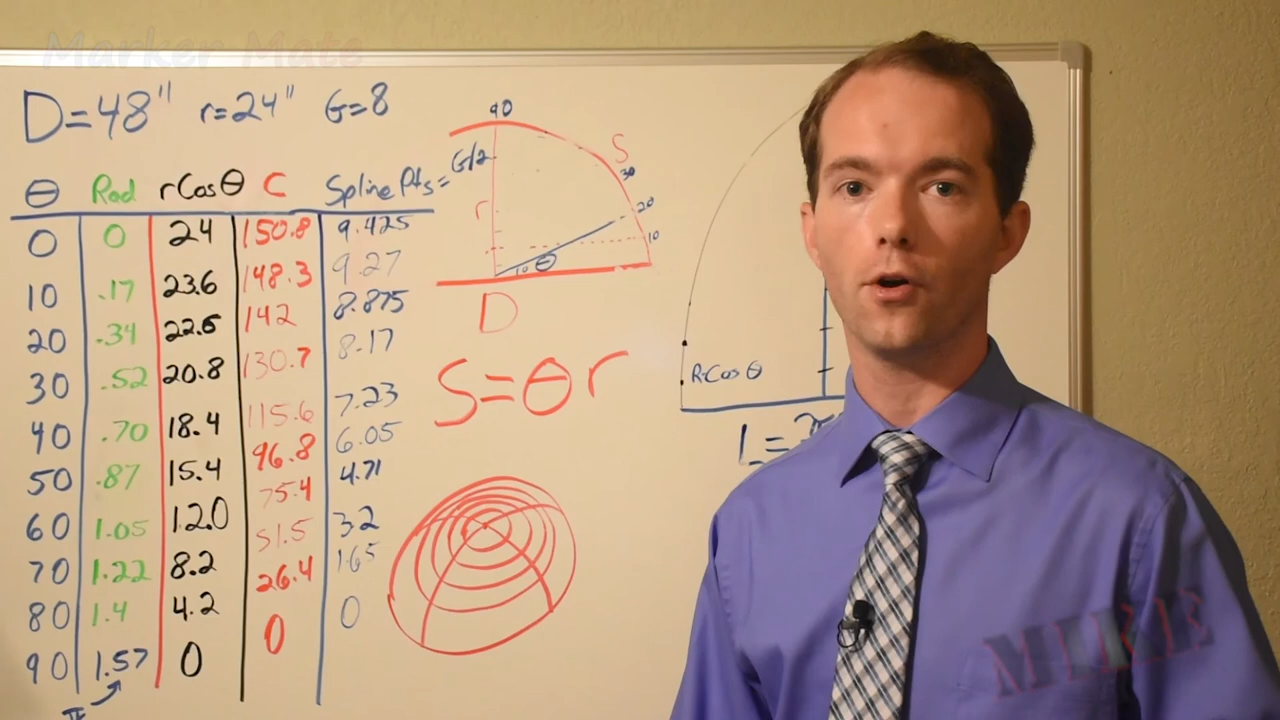 Marker Mate
D=48" r=24" G=8
θ Rad rCosθ C Spline Pts = G/2
0 0 24 150.8 9.425
10 .17 23.6 148.3 9.27
20 .34 22.6 142 8.875
30 .52 20.8 130.7 8.17
40 .70 18.4 115.6 7.23
50 .87 15.4 96.8 6.05
60 1.05 12.0 75.4 4.71
70 1.22 8.2 51.5 3.2
80 1.4 4.2 26.4 1.65
90 1.57 0 0 0
π
90
S
30
20
10
r
10 θ
D
S=θr
R·Cosθ
L=
MIKE